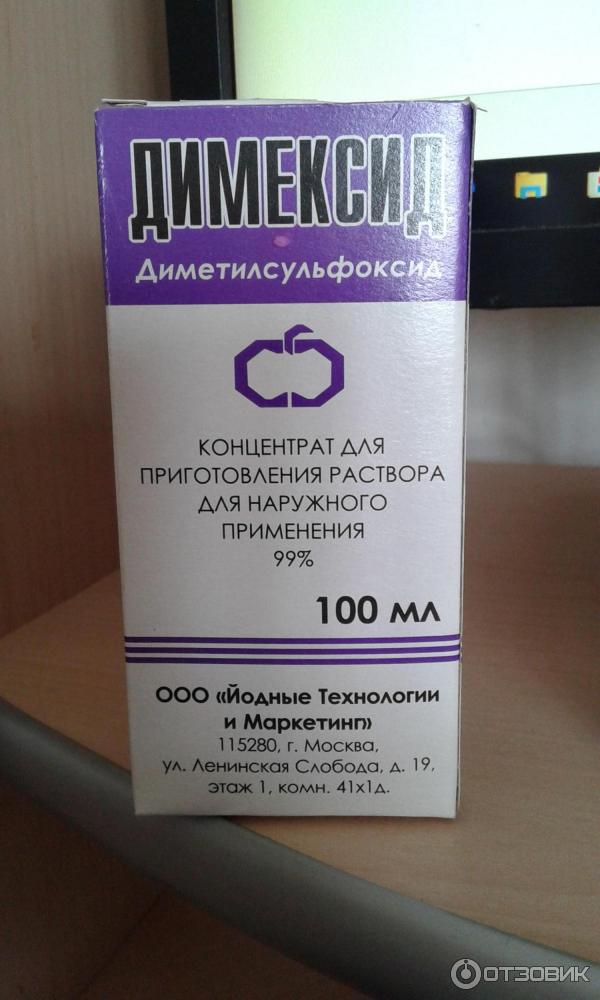 ДИМЕКСИД
Диметилсульфоксид
КОНЦЕНТРАТ ДЛЯ
ПРИГОТОВЛЕНИЯ РАСТВОРА
ДЛЯ НАРУЖНОГО
ПРИМЕНЕНИЯ
99%
100 мл
ООО «Йодные Технологии
и Маркетинг»
115280, г. Москва,
ул. Ленинская Слобода, д. 19,
этаж 1, комн. 41х1д.
ОТЗОВИК